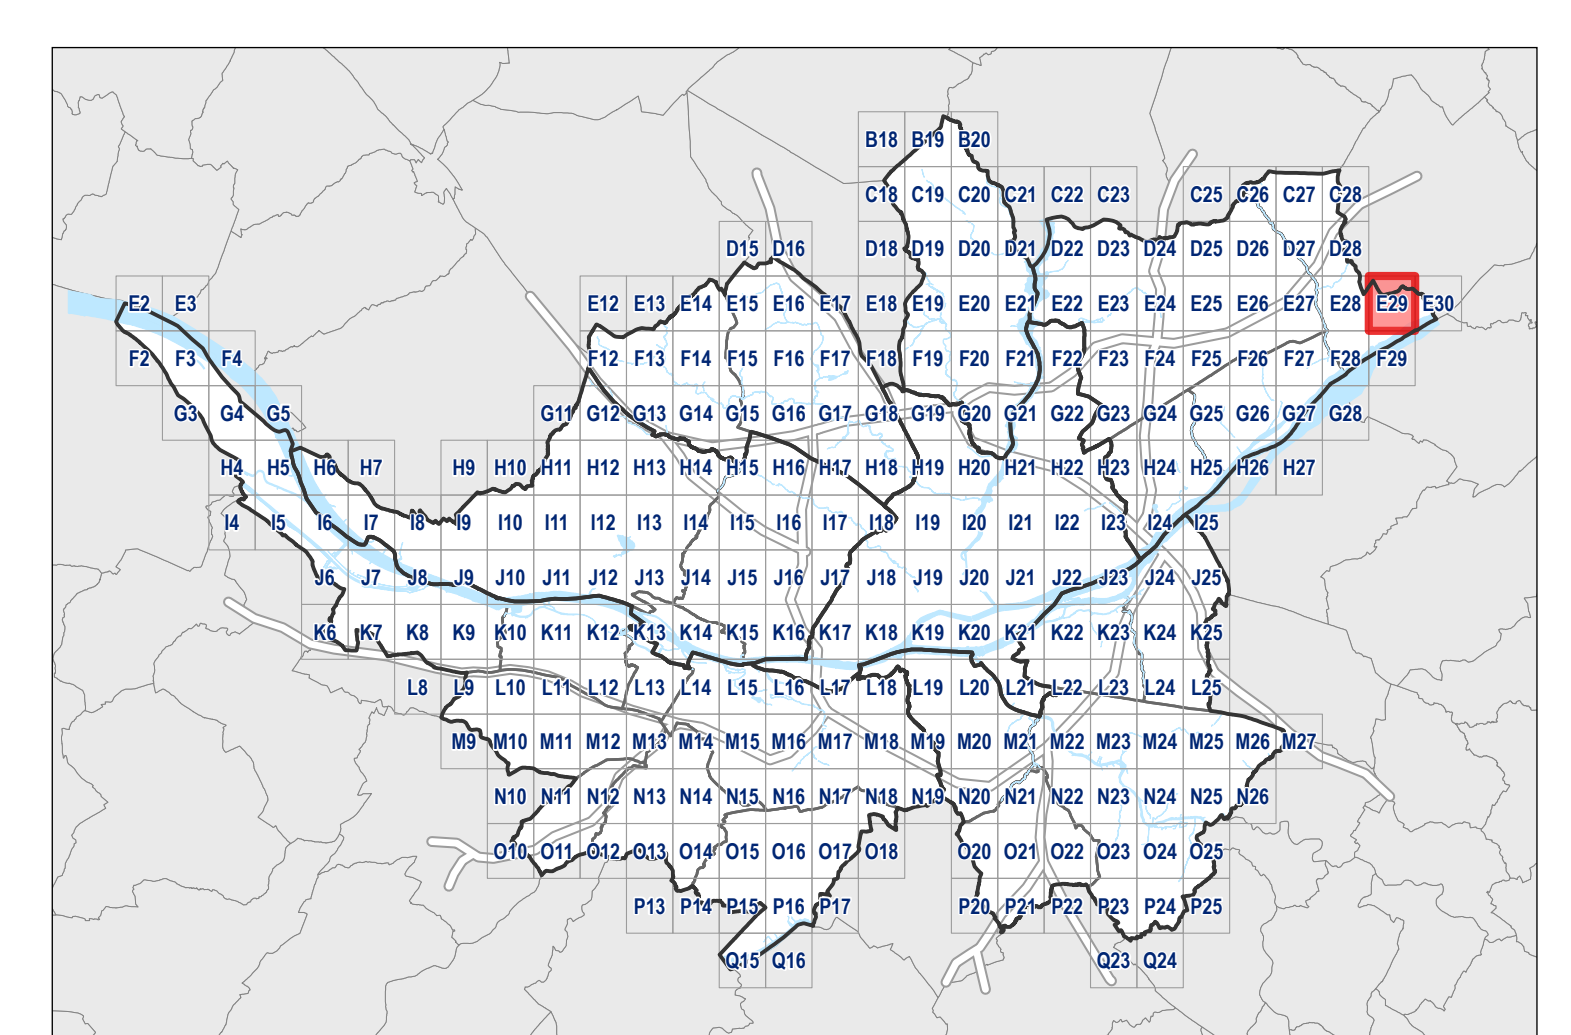 B18 B19 B20
C18 C19 C20 C21 C22 C23 C25 C26 C27 C28
D15 D16 D18 D19 D20 D21 D22 D23 D24 D25 D26 D27 D28
E2 E3 E12 E13 E14 E15 E16 E17 E18 E19 E20 E21 E22 E23 E24 E25 E26 E27 E28 E29 E30
F2 F3 F4 F12 F13 F14 F15 F16 F17 F18 F19 F20 F21 F22 F23 F24 F25 F26 F27 F28 F29
G3 G4 G5 G11 G12 G13 G14 G15 G16 G17 G18 G19 G20 G21 G22 G23 G24 G25 G26 G27 G28
H4 H5 H6 H7 H9 H10 H11 H12 H13 H14 H15 H16 H17 H18 H19 H20 H21 H22 H23 H24 H25 H26 H27
I4 I5 I6 I7 I8 I9 I10 I11 I12 I13 I14 I15 I16 I17 I18 I19 I20 I21 I22 I23 I24 I25
J6 J7 J8 J9 J10 J11 J12 J13 J14 J15 J16 J17 J18 J19 J20 J21 J22 J23 J24 J25
K6 K7 K8 K9 K10 K11 K12 K13 K14 K15 K16 K17 K18 K19 K20 K21 K22 K23 K24 K25
L8 L9 L10 L11 L12 L13 L14 L15 L16 L17 L18 L19 L20 L21 L22 L23 L24 L25
M9 M10 M11 M12 M13 M14 M15 M16 M17 M18 M19 M20 M21 M22 M23 M24 M25 M26 M27
N10 N11 N12 N13 N14 N15 N16 N17 N18 N19 N20 N21 N22 N23 N24 N25 N26
O10 O11 O12 O13 O14 O15 O16 O17 O18 O20 O21 O22 O23 O24 O25
P13 P14 P15 P16 P17 P20 P21 P22 P23 P24 P25
Q15 Q16 Q23 Q24